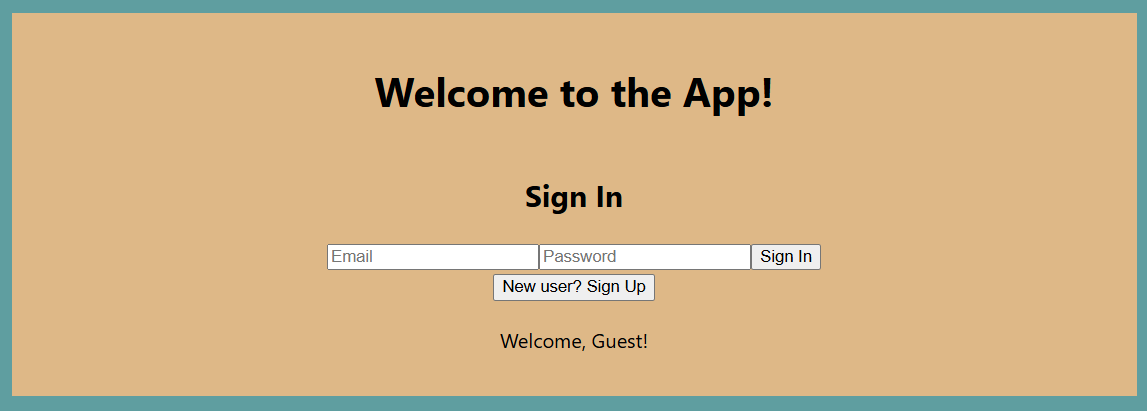 Welcome to the App!
Sign In
Email Password Sign In
New user? Sign Up
Welcome, Guest!